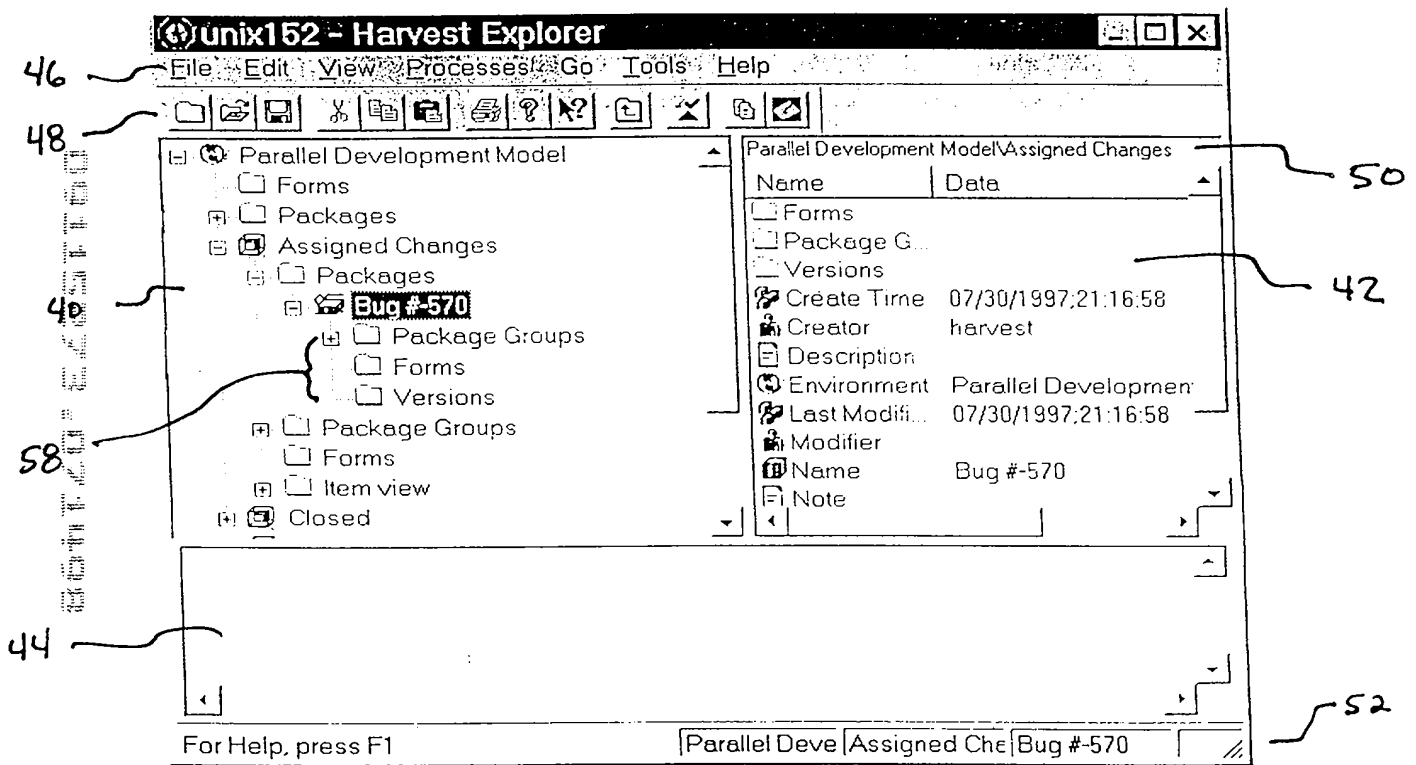 unix152 - Harvest Explorer
46
File Edit View Processes Go Tools Help
48
Parallel Development Model
Forms
Packages
Assigned Changes
Packages
Bug #-570
Package Groups
Forms
Versions
Package Groups
Forms
Item view
Closed
40
58
Parallel Development Model\Assigned Changes
50
Name Data
Forms
Package G...
Versions
42
Create Time 07/30/1997;21:16:58
Creator harvest
Description
Environment Parallel Developmen
Last Modifi... 07/30/1997;21:16:58
Modifier
Name Bug #-570
Note
44
52
For Help, press F1 Parallel Deve Assigned Che Bug #-570